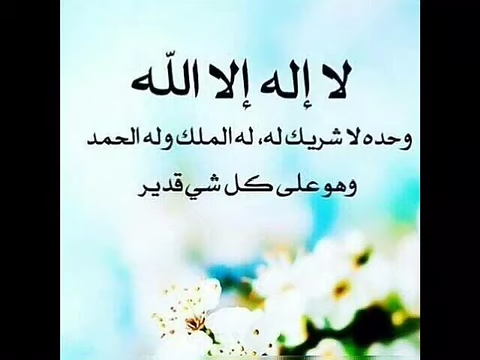 لا إله إلا الله
وحده لا شريك له، له الملك وله الحمد
وهو على كل شي قدير